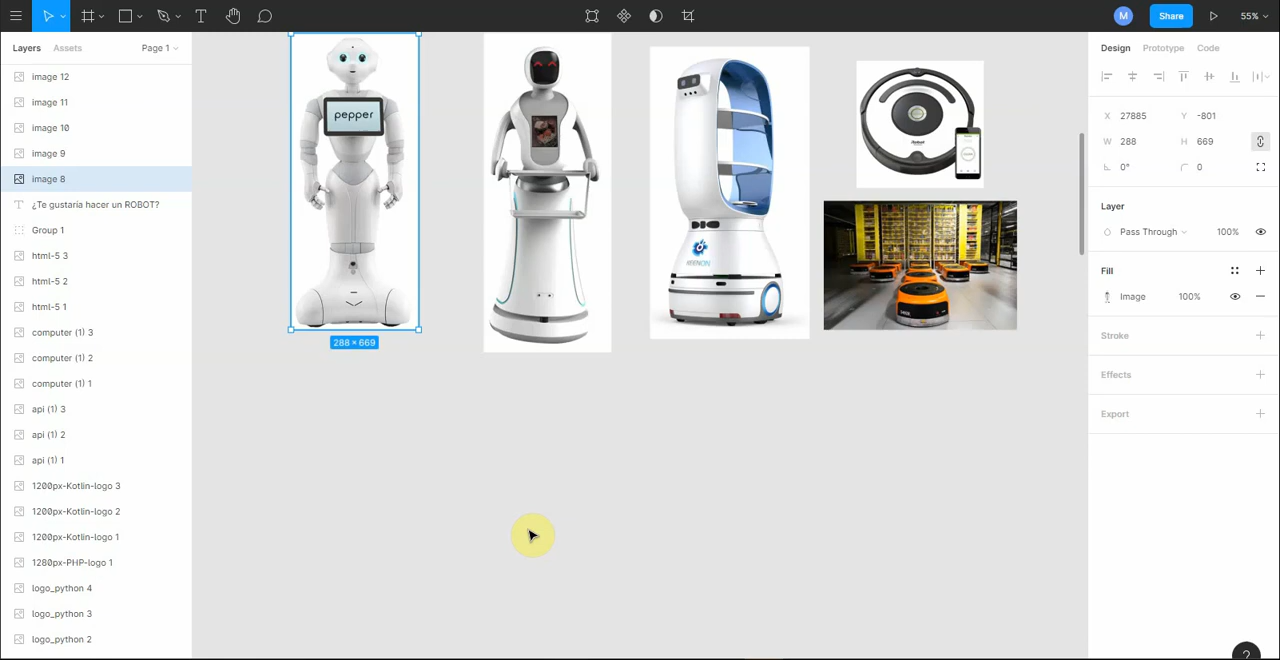 M
Share
55%
Layers
Assets
Page 1
image 12
image 11
image 10
image 9
image 8
¿Te gustaría hacer un ROBOT?
Group 1
html-5 3
html-5 2
html-5 1
computer (1) 3
computer (1) 2
computer (1) 1
api (1) 3
api (1) 2
api (1) 1
1200px-Kotlin-logo 3
1200px-Kotlin-logo 2
1200px-Kotlin-logo 1
1280px-PHP-logo 1
logo_python 4
logo_python 3
logo_python 2
pepper
288 × 669
Design
Prototype
Code
X 27885
Y -801
W 288
H 669
0°
0
Layer
Pass Through
100%
Fill
Image
100%
Stroke
Effects
Export
?